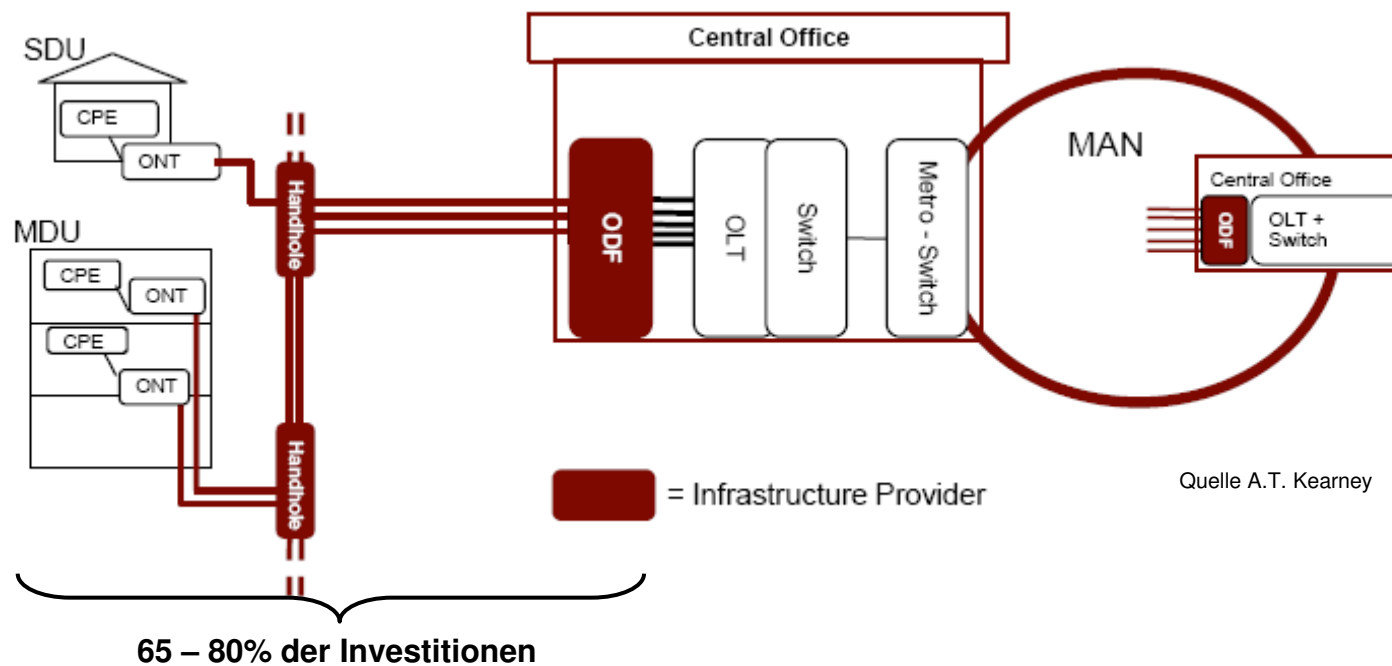 Central Office
SDU
CPE
ONT
Handhole
ODF
OLT
Switch
Metro - Switch
MAN
Central Office
ODF
OLT +
Switch
MDU
CPE
ONT
CPE
ONT
Handhole
= Infrastructure Provider
Quelle A.T. Kearney
65 – 80% der Investitionen